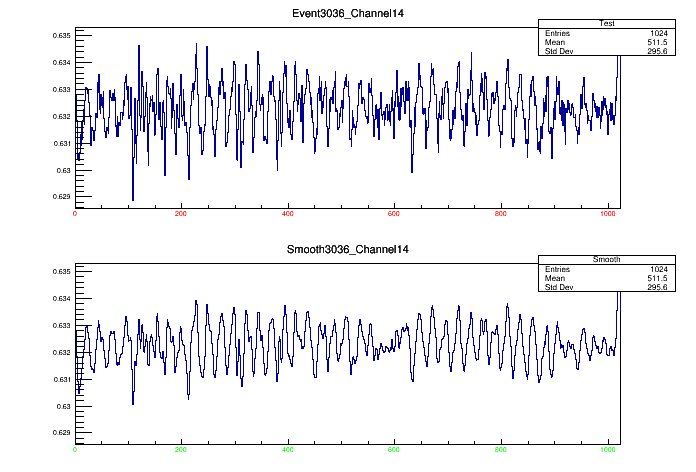 Event3036_Channel14
Test
Entries 1024
Mean 511.5
Std Dev 295.6
0.635
0.634
0.633
0.632
0.631
0.63
0.629
0 200 400 600 800 1000
Smooth3036_Channel14
Smooth
Entries 1024
Mean 511.5
Std Dev 295.6
0.635
0.634
0.633
0.632
0.631
0.63
0.629
0 200 400 600 800 1000